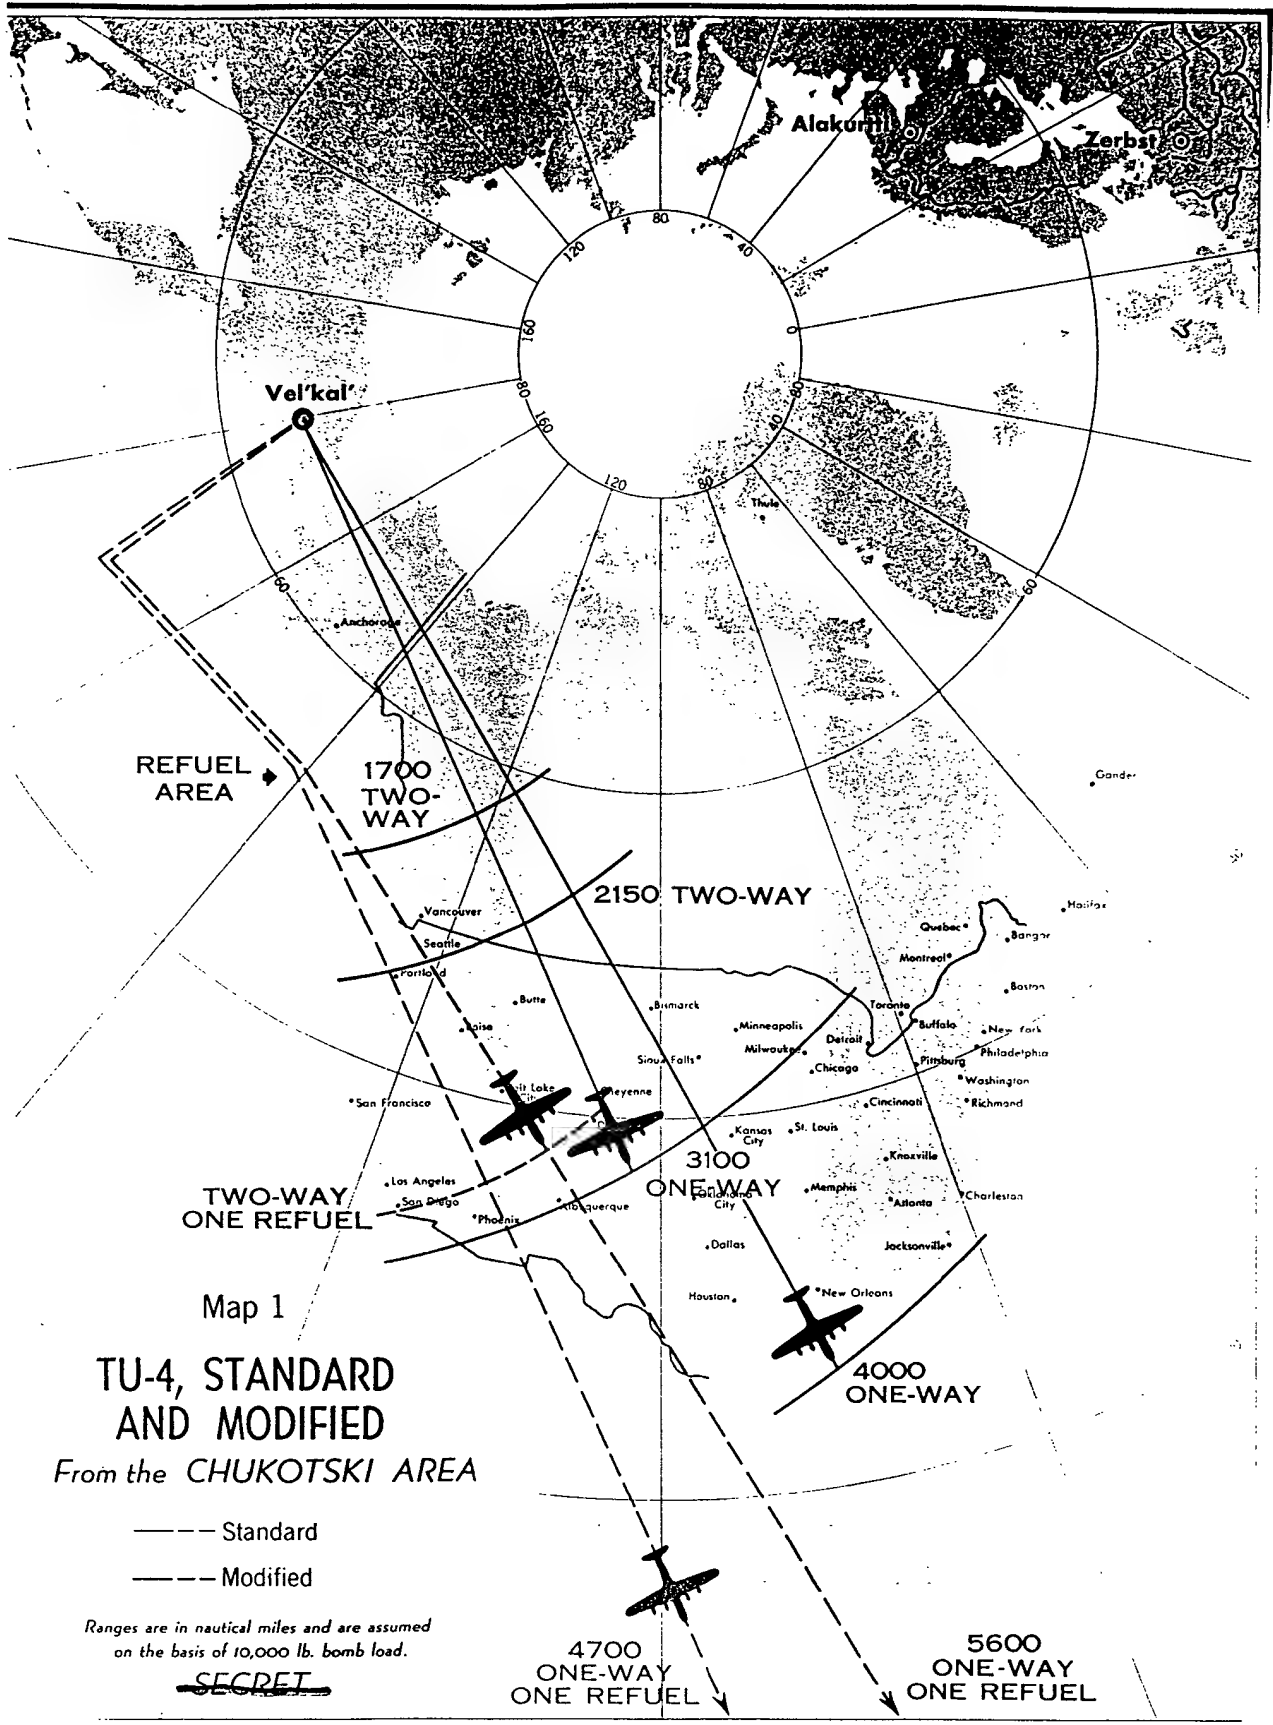 Alakurtti
Zerbst
80
120
40
160
0
Vel'kal'
80
80
160
40
120
80
Thule
60
60
Anchorage
REFUEL
AREA
1700
TWO-
WAY
Gander
2150 TWO-WAY
Vancouver
Halifax
Quebec
Bangor
Seattle
Montreal
Portland
Boston
Butte
Bismarck
Toronto
Boise
Minneapolis
Buffalo
New York
Milwaukee
Detroit
Sioux Falls
Philadelphia
Chicago
Pittsburg
Washington
Salt Lake
City
Cheyenne
San Francisco
Cincinnati
Richmond
Kansas
City
St. Louis
3100
ONE-WAY
Knoxville
Los Angeles
San Diego
Oklahoma
City
Memphis
Atlanta
Charleston
TWO-WAY
ONE REFUEL
Phoenix
Albuquerque
Dallas
Jacksonville
Houston
New Orleans
Map 1
TU-4, STANDARD
AND MODIFIED
From the CHUKOTSKI AREA
4000
ONE-WAY
Standard
Modified
Ranges are in nautical miles and are assumed
on the basis of 10,000 lb. bomb load.
SECRET
4700
ONE-WAY
ONE REFUEL
5600
ONE-WAY
ONE REFUEL